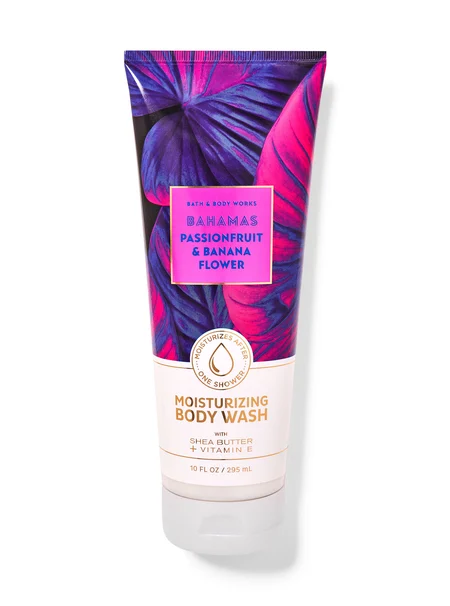 BATH & BODY WORKS
BAHAMAS
PASSIONFRUIT
& BANANA
FLOWER
MOISTURIZES AFTER
ONE SHOWER
MOISTURIZING
BODY WASH
WITH
SHEA BUTTER
+ VITAMIN E
10 FL OZ / 295 mL